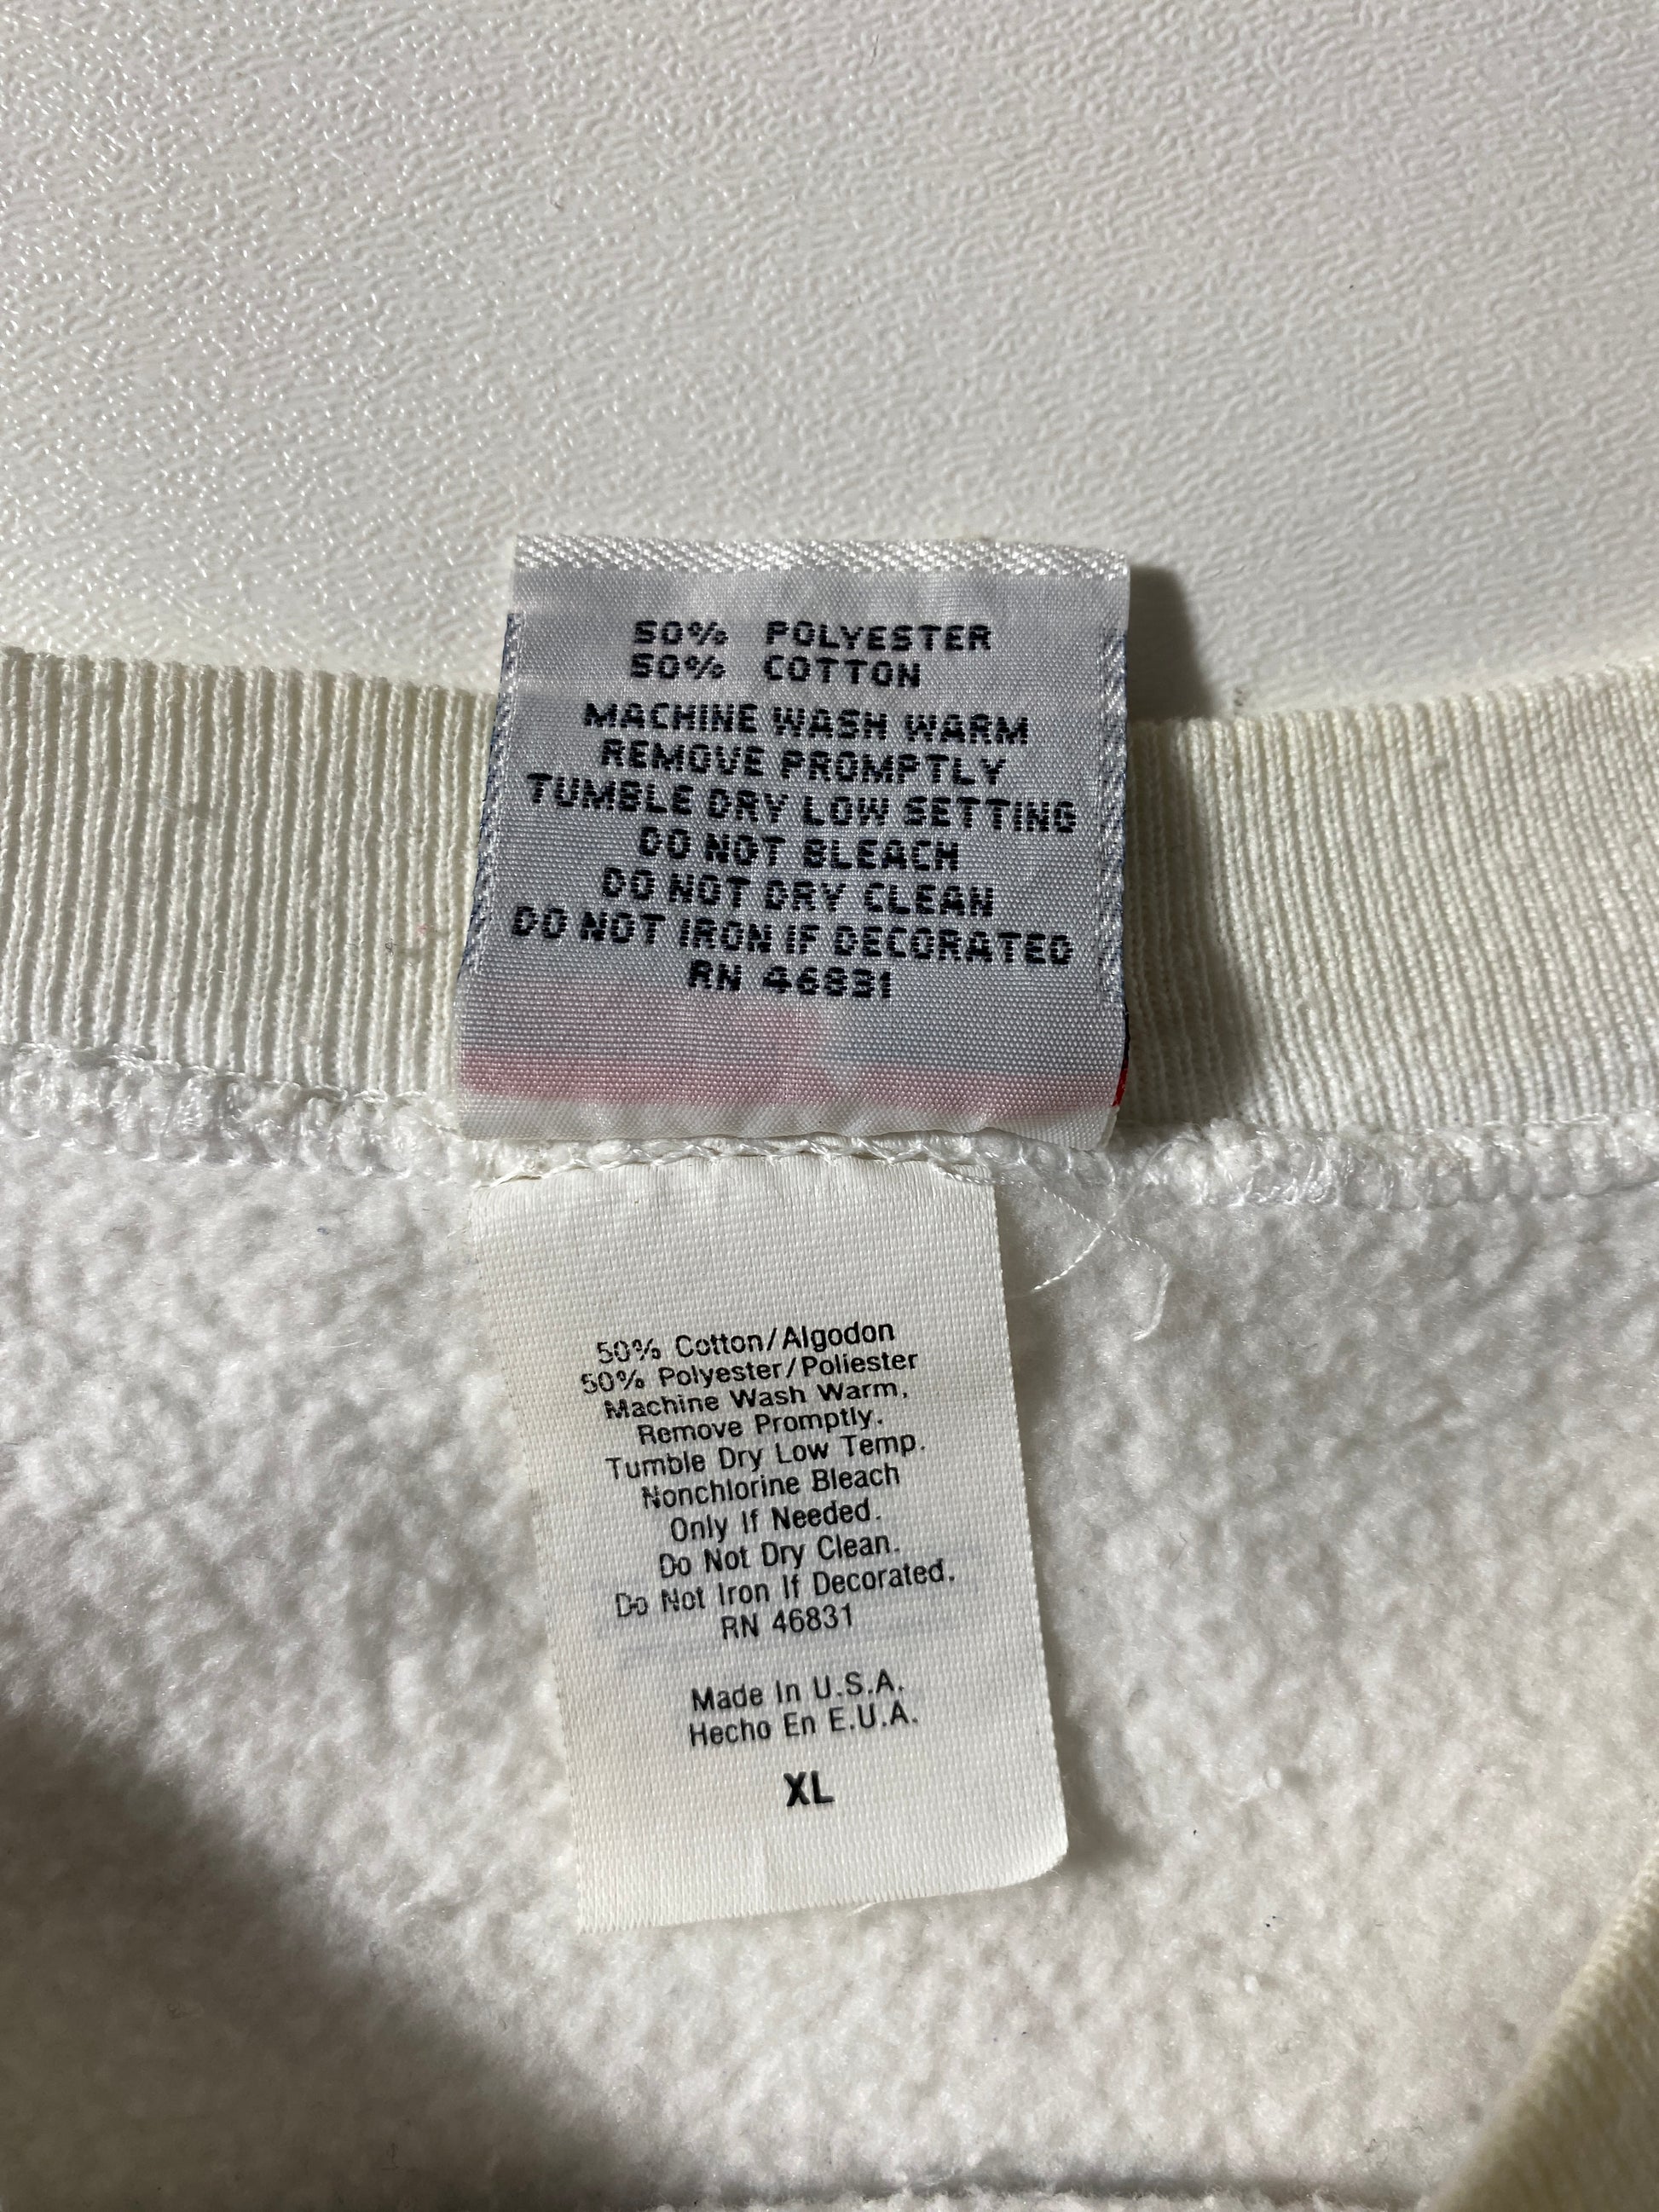 50% POLYESTER
50% COTTON
MACHINE WASH WARM
REMOVE PROMPTLY
TUMBLE DRY LOW SETTING
DO NOT BLEACH
DO NOT DRY CLEAN
DO NOT IRON IF DECORATED
RN 46831
50% Cotton/Algodon
50% Polyester/Poliester
Machine Wash Warm,
Remove Promptly.
Tumble Dry Low Temp.
Nonchlorine Bleach
Only If Needed.
Do Not Dry Clean.
Do Not Iron If Decorated.
RN 46831
Made In U.S.A.
Hecho En E.U.A.
XL